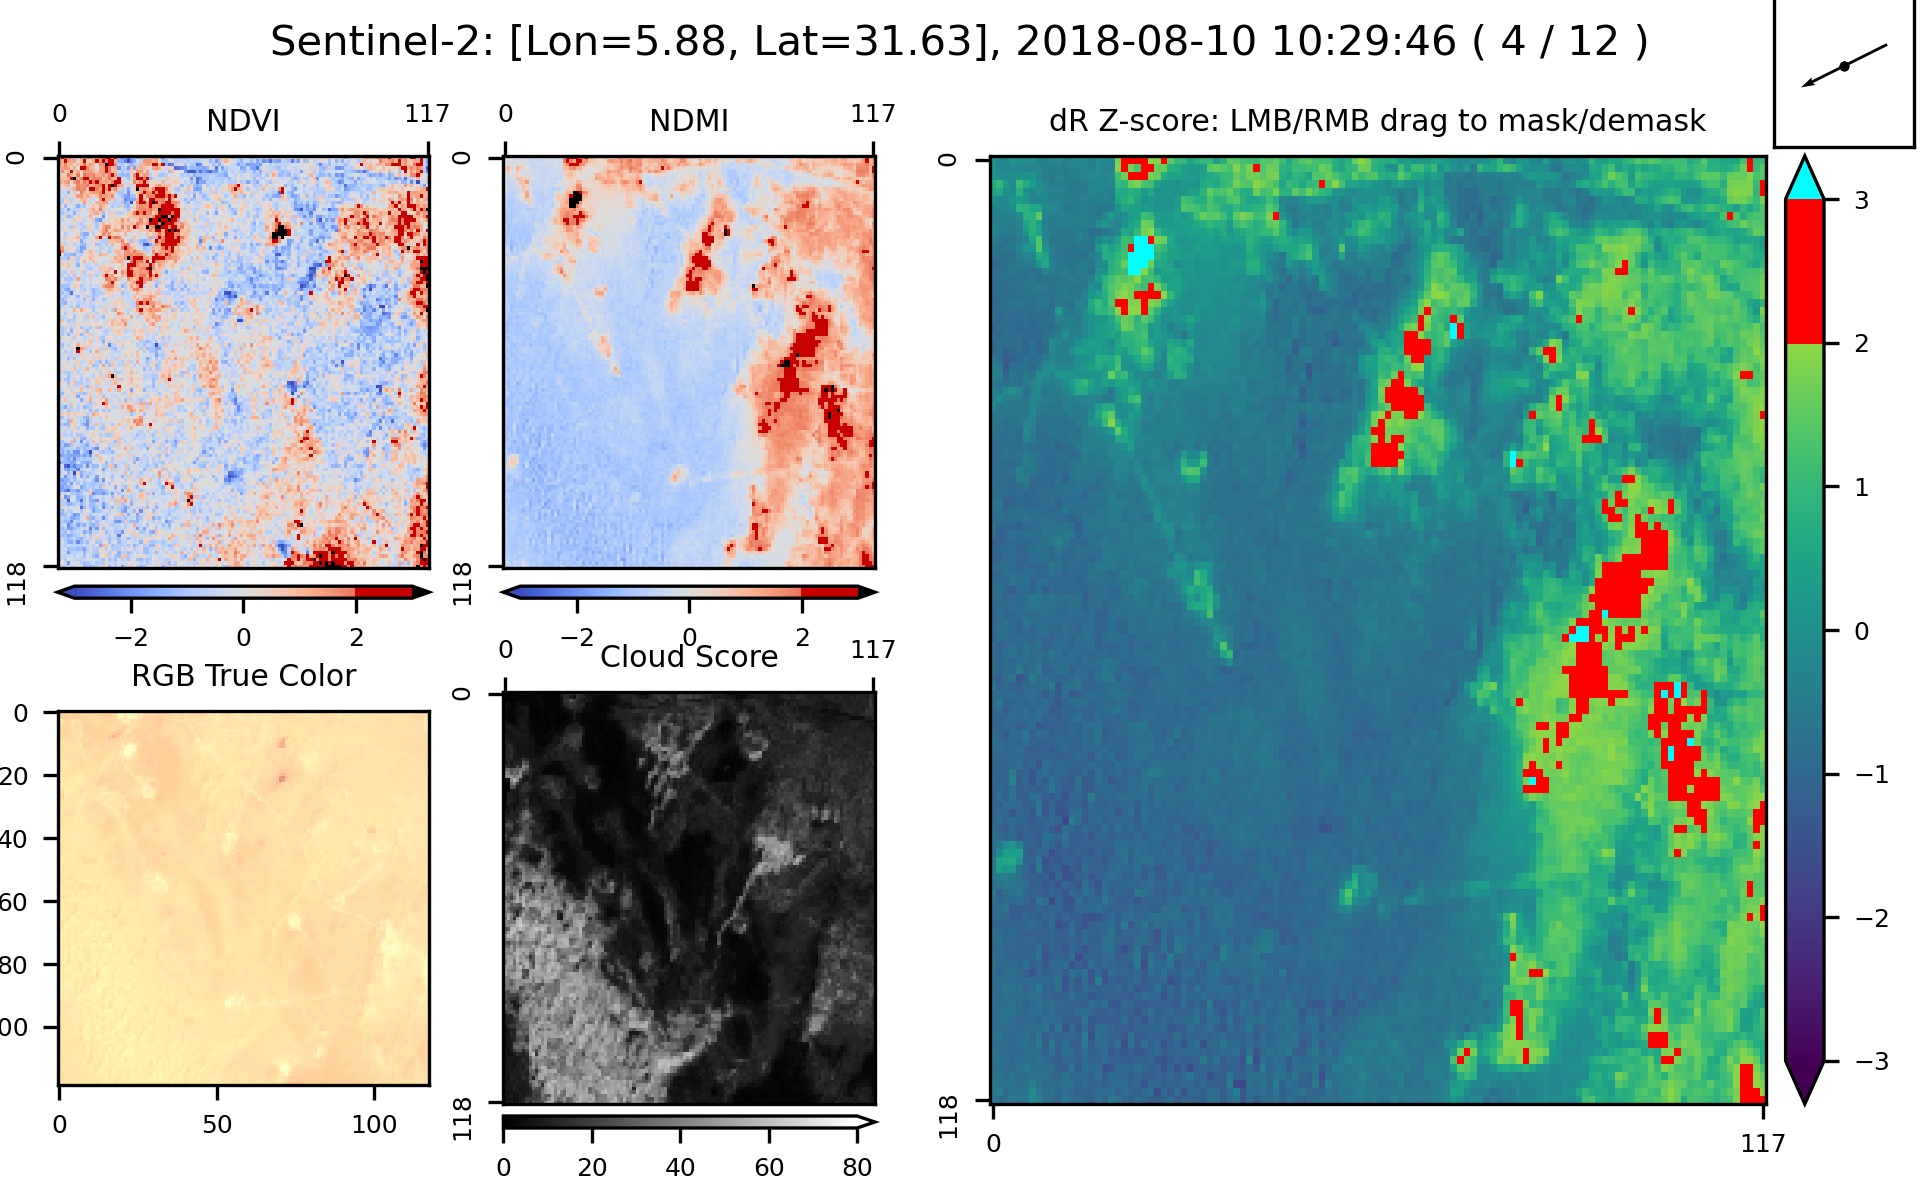 Sentinel-2: [Lon=5.88, Lat=31.63], 2018-08-10 10:29:46 ( 4 / 12 )
NDVI
0 117
0
118
−2 0 2
NDMI
0 117
0
118
−2 0 2
dR Z-score: LMB/RMB drag to mask/demask
0
118
0 117
3
2
1
0
−1
−2
−3
RGB True Color
0
20
40
60
80
00
0 50 100
Cloud Score
0 117
0
118
0 20 40 60 80